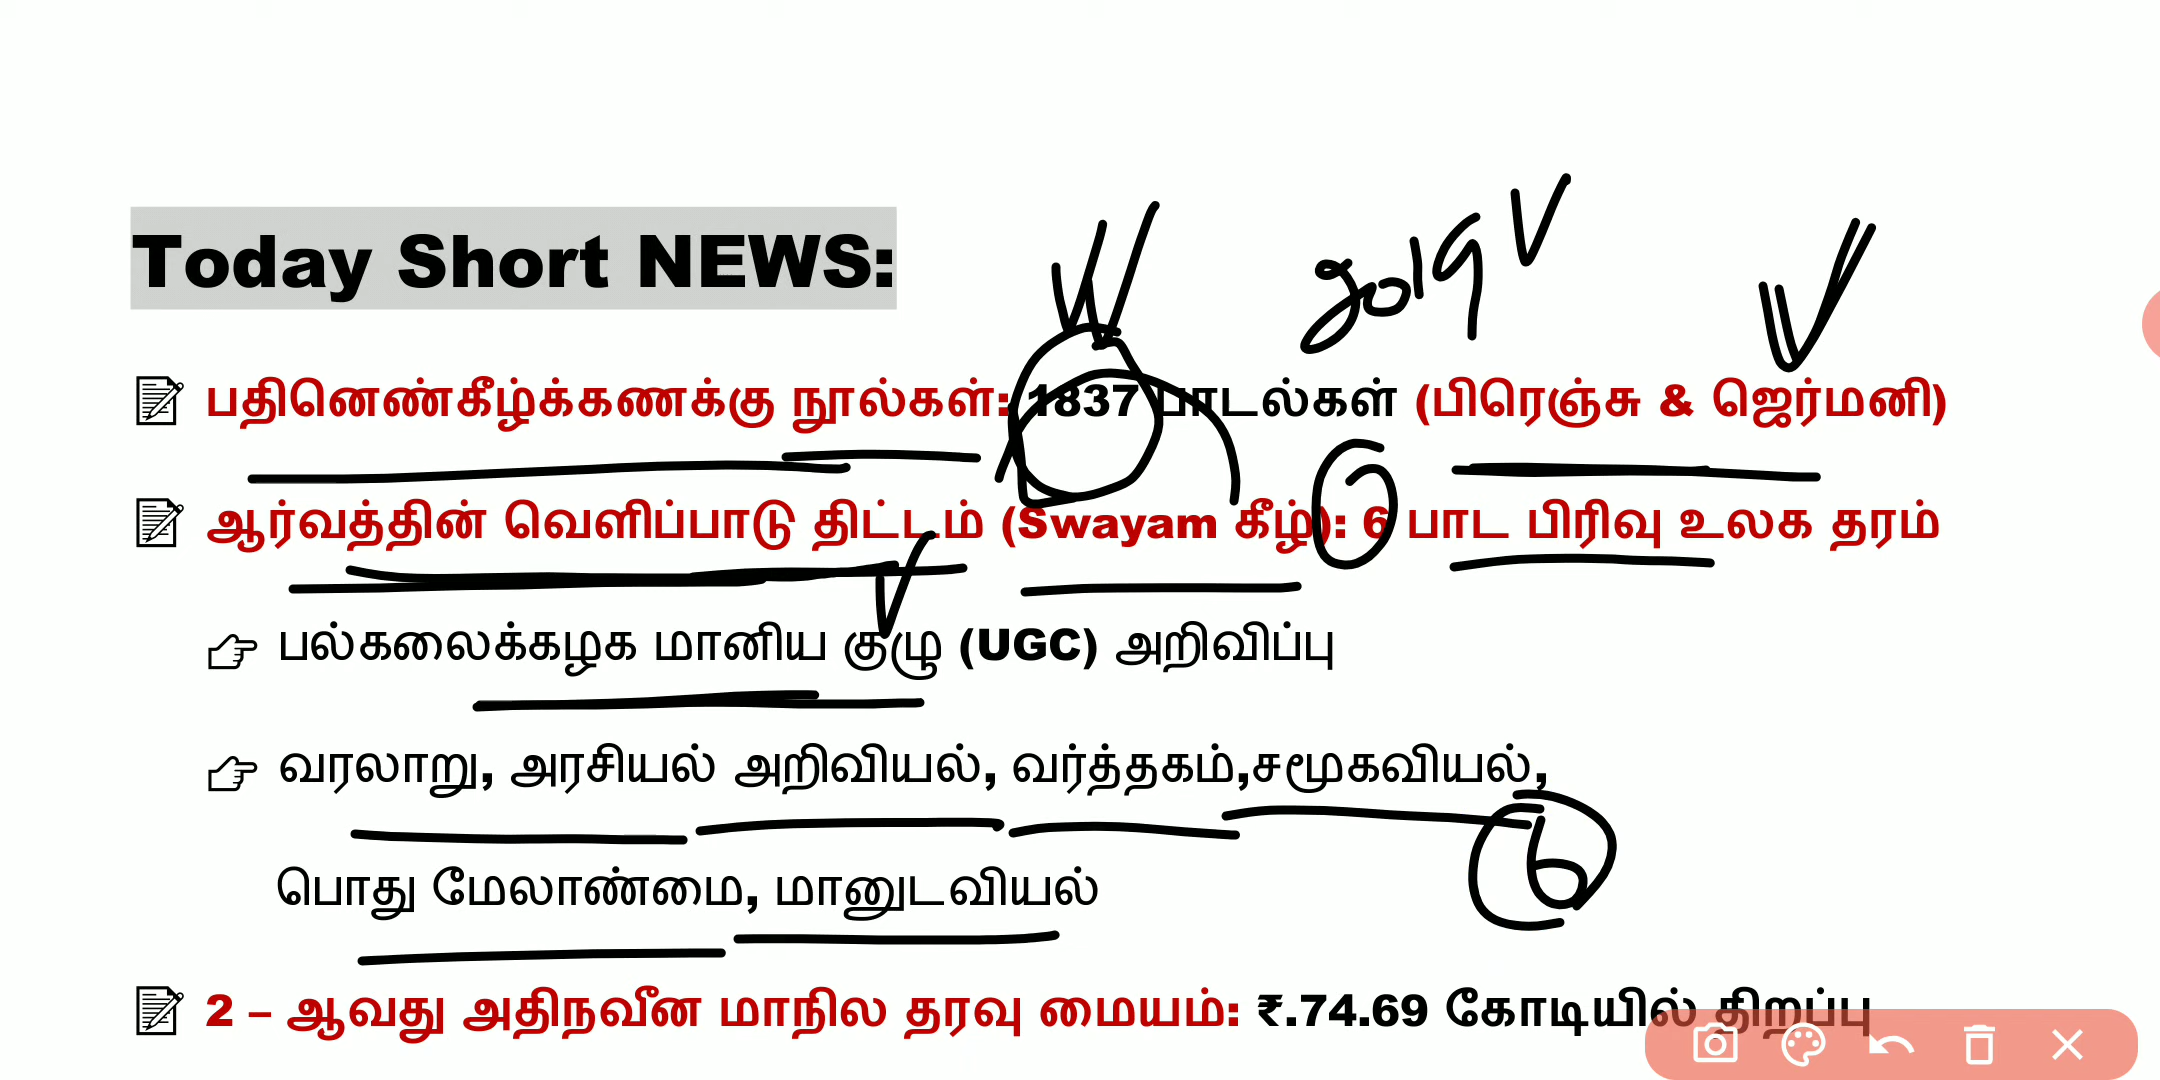 Today Short NEWS:
2019
பதினெண்கீழ்க்கணக்கு நூல்கள்: 1837 பாடல்கள் (பிரெஞ்சு & ஜெர்மனி)
ஆர்வத்தின் வெளிப்பாடு திட்டம் (Swayam கீழ்): 6 பாட பிரிவு உலக தரம்
பல்கலைக்கழக மானிய குழு (UGC) அறிவிப்பு
வரலாறு, அரசியல் அறிவியல், வர்த்தகம்,சமூகவியல்,
6
பொது மேலாண்மை, மானுடவியல்
2 – ஆவது அதிநவீன மாநில தரவு மையம்: ₹.74.69 கோடியில் திறப்பு